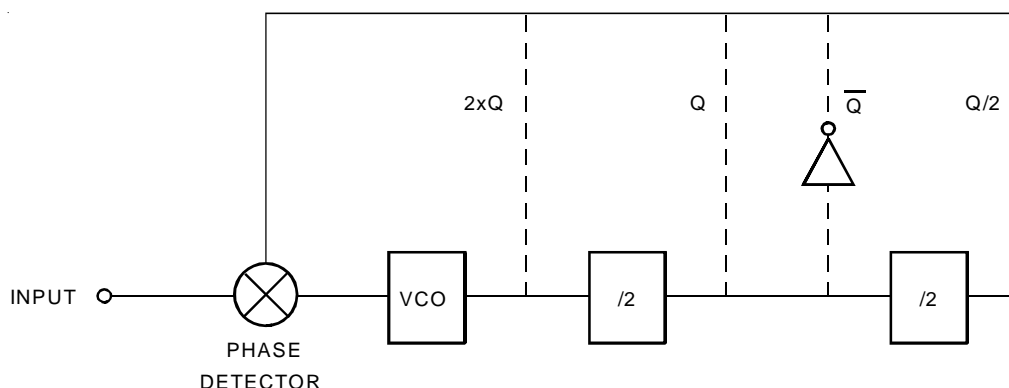 2xQ
Q
Q̅
Q/2
INPUT
VCO
/2
/2
PHASE
DETECTOR